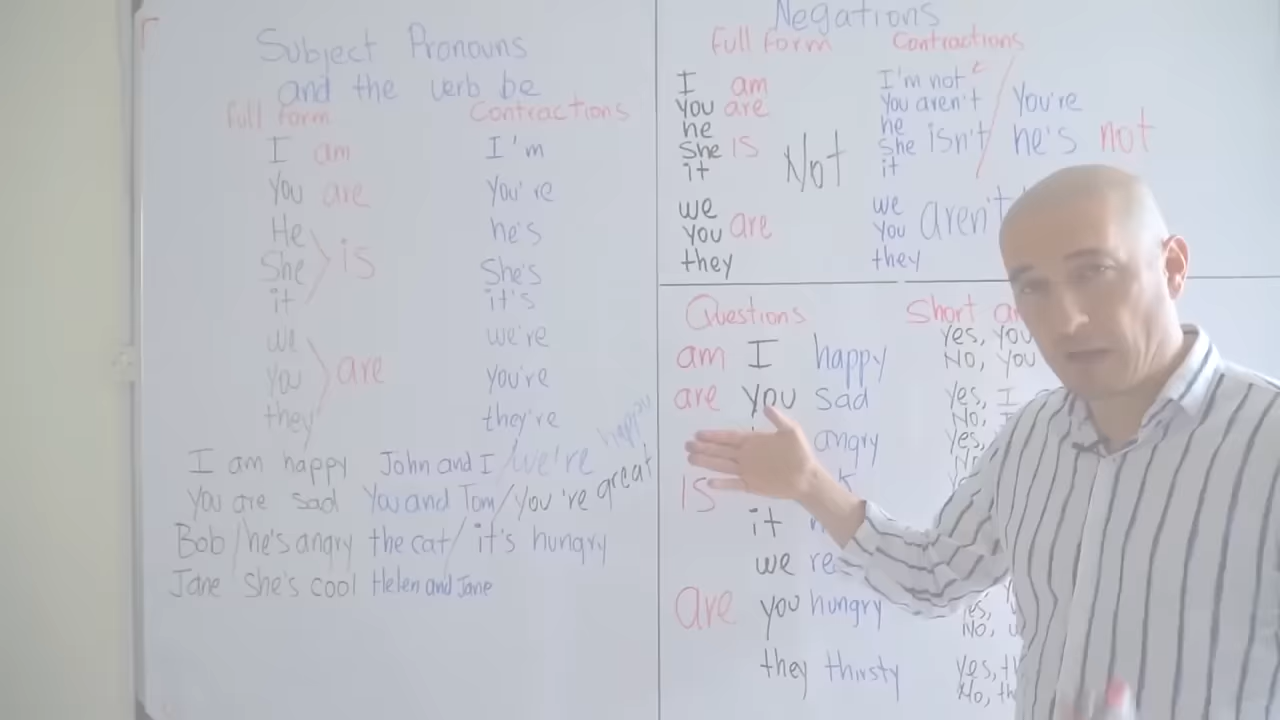 Subject Pronouns
and the verb be
Full form Contractions
I am I'm
you are you're
He he's
She is She's
it it's
we we're
you are you're
they they're
I am happy John and I / we're happy
you are sad You and Tom / you're great
Bob / he's angry the cat / it's hungry
Jane she's cool Helen and Jane
Negations
Full form Contractions
I am I'm not
you are you aren't / you're
he he
she is Not she isn't he's not
it it
we we
you are you aren't
they they
Questions Short
am I happy Yes, you
No, you
are you sad Yes, I
No,
angry Yes,
No
Is
it
we
are you hungry
No,
they thirsty Yes,
No,